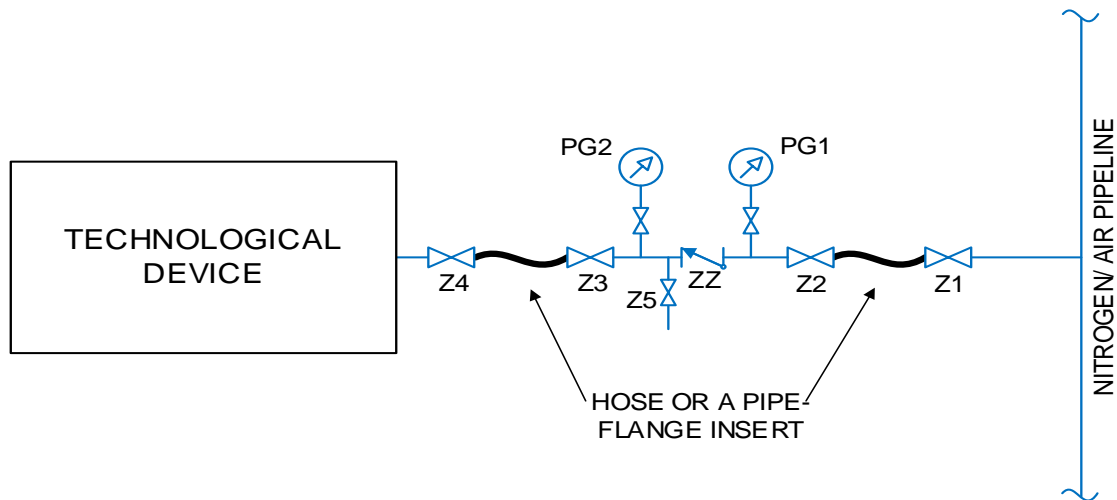 PG2
PG1
TECHNOLOGICAL
DEVICE
Z4
Z3
Z5
ZZ
Z2
Z1
HOSE OR A PIPE-
FLANGE INSERT
NITROGEN/ AIR PIPELINE